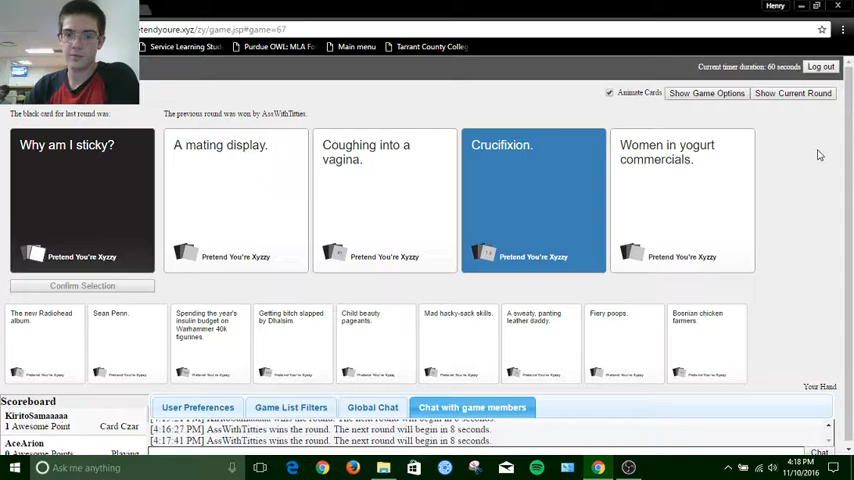 Henry
etendyoure.xyz/zy/game.jsp#game=67
Service Learning Stud
Purdue OWL: MLA Fo
Main menu
Tarrant County Colleg
Current timer duration: 60 seconds
Log out
Animate Cards
Show Game Options
Show Current Round
The black card for last round was:
The previous round was won by AssWithTitties.
Why am I sticky?
Pretend You're Xyzzy
A mating display.
Pretend You're Xyzzy
Coughing into a
vagina.
Pretend You're Xyzzy
Crucifixion.
Pretend You're Xyzzy
Women in yogurt
commercials.
Pretend You're Xyzzy
Confirm Selection
The new Radiohead
album.
Sean Penn.
Spending the year's
insulin budget on
Warhammer 40k
figurines.
Getting bitch slapped
by Dhalsim.
Child beauty
pageants.
Mad hacky-sack skills.
A sweaty, panting
leather daddy.
Fiery poops.
Bosnian chicken
farmers.
Your Hand
Scoreboard
KiritoSamaaaaa
1 Awesome Point
Card Czar
AceArion
0 Awesome Points
Playing
User Preferences
Game List Filters
Global Chat
Chat with game members
[4:16:27 PM] AssWithTitties wins the round. The next round will begin in 8 seconds.
[4:17:41 PM] AssWithTitties wins the round. The next round will begin in 8 seconds.
Chat
Ask me anything
4:18 PM
11/10/2016